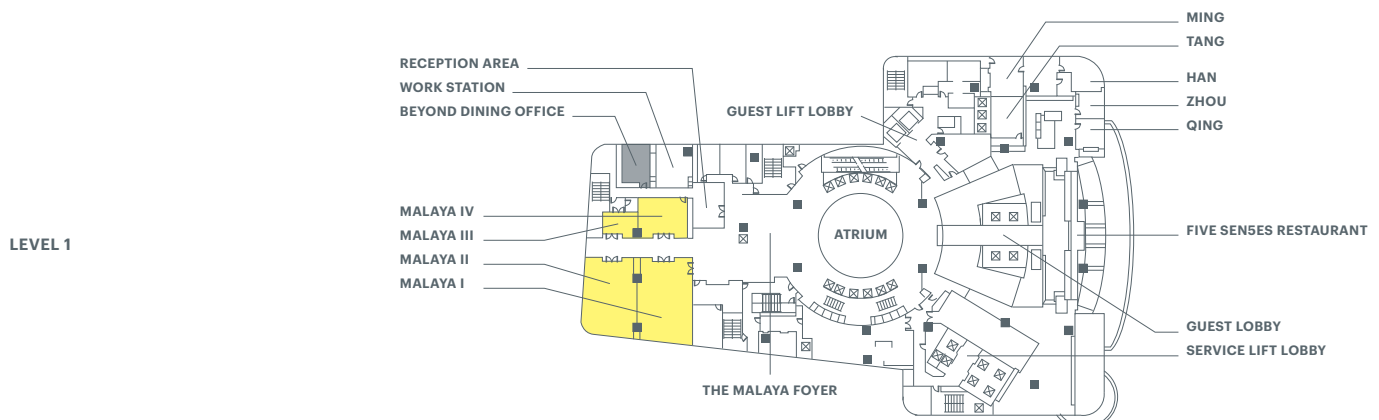 MING
TANG
RECEPTION AREA
HAN
WORK STATION
ZHOU
BEYOND DINING OFFICE
GUEST LIFT LOBBY
QING
MALAYA IV
MALAYA III
MALAYA II
MALAYA I
LEVEL 1
ATRIUM
FIVE SEN5ES RESTAURANT
GUEST LOBBY
SERVICE LIFT LOBBY
THE MALAYA FOYER